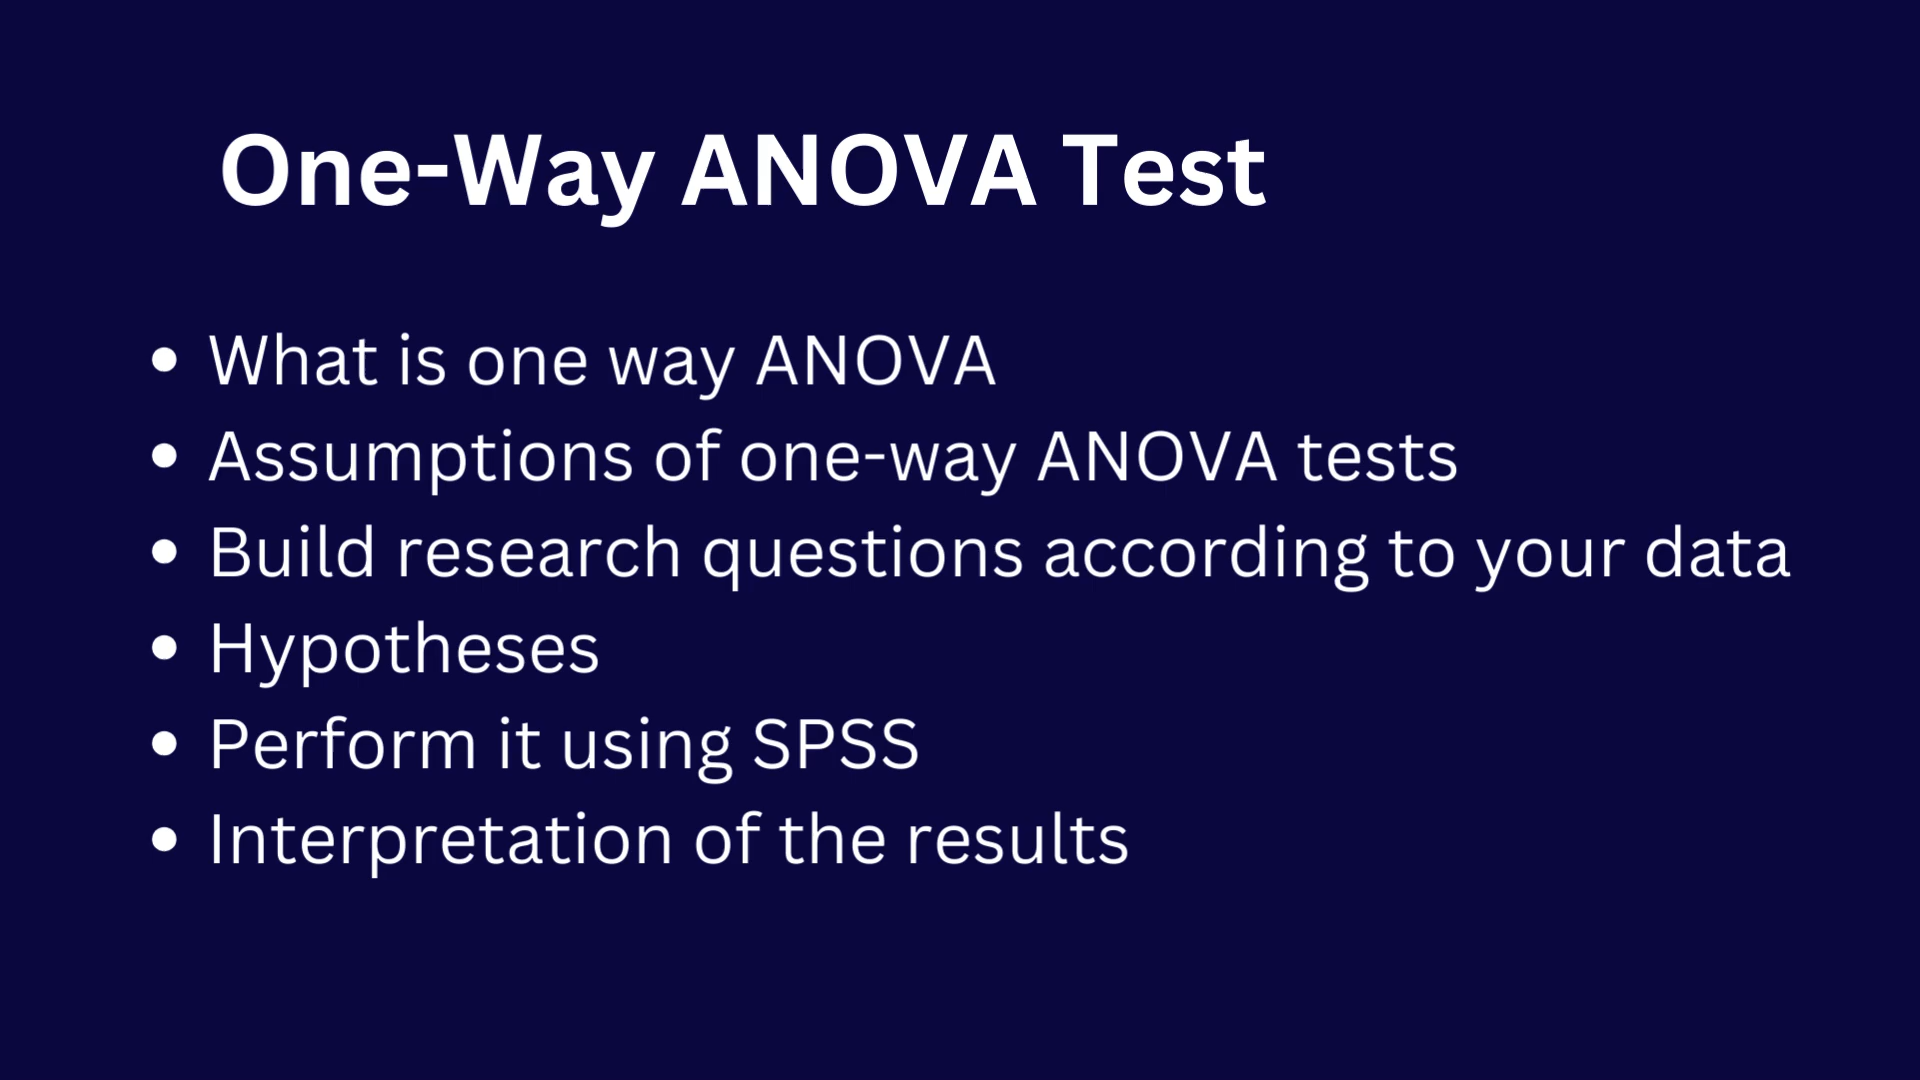 One-Way ANOVA Test
• What is one way ANOVA
• Assumptions of one-way ANOVA tests
• Build research questions according to your data
• Hypotheses
• Perform it using SPSS
• Interpretation of the results